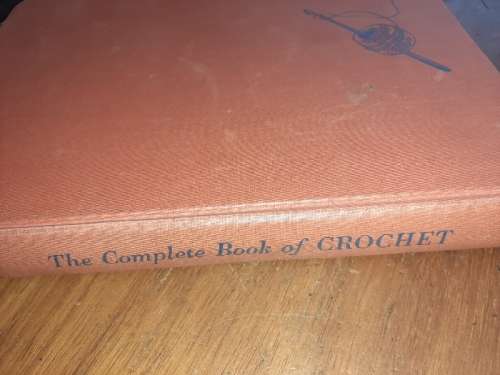 The Complete Book of CROCHET